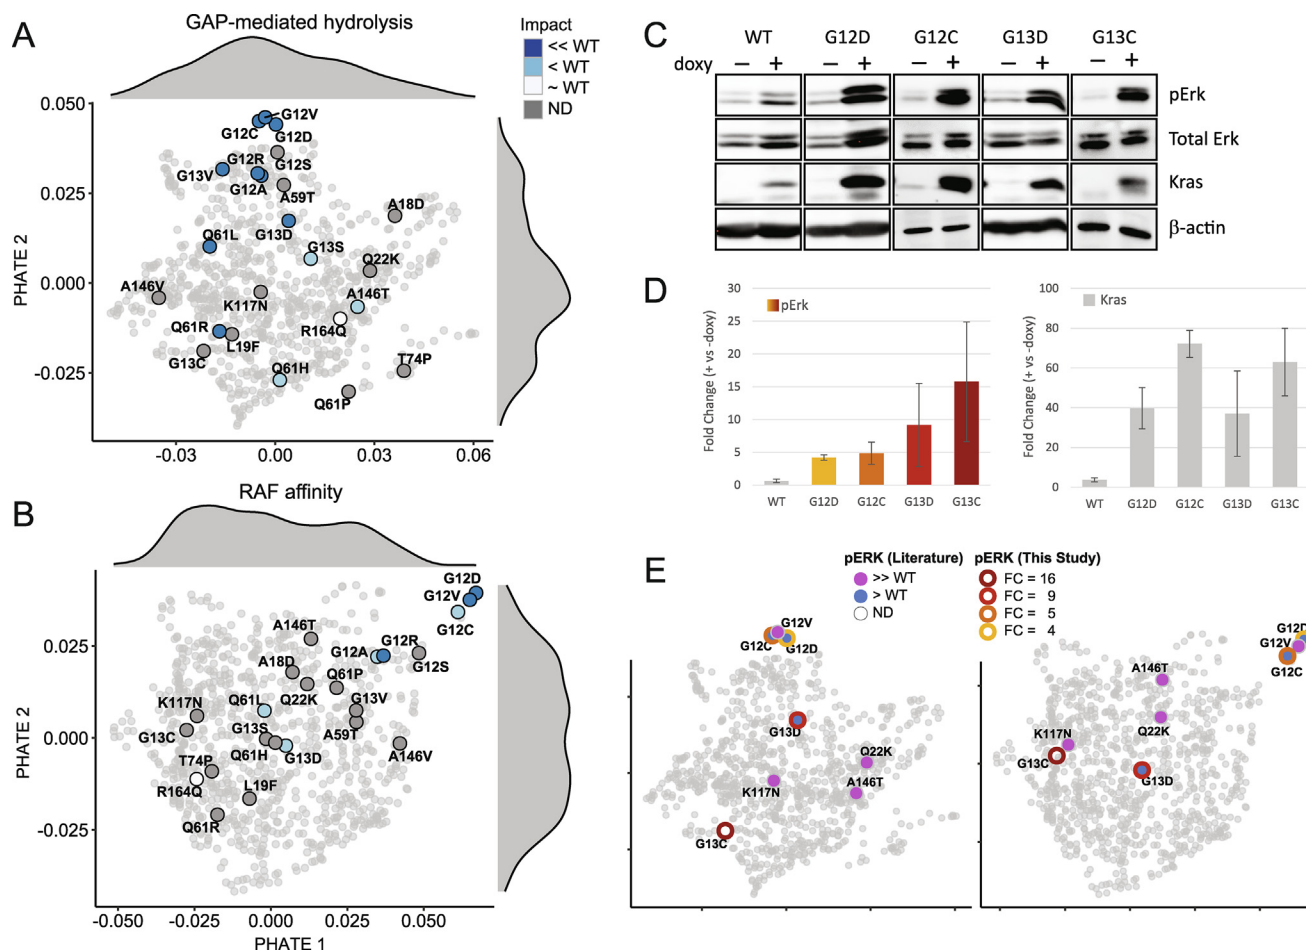 A
GAP-mediated hydrolysis
Impact
<< WT
< WT
~ WT
ND
PHATE 2
0.050
0.025
0.000
-0.025
-0.03
0.00
0.03
0.06
G12V
G12C
G12D
G12R
G12S
G13V
G12A
A59T
A18D
Q61L
G13D
G13S
Q22K
A146V
K117N
A146T
Q61R
R164Q
L19F
G13C
Q61H
T74P
Q61P
B
RAF affinity
PHATE 2
0.025
0.000
-0.025
-0.050
-0.025
0.000
0.025
0.050
PHATE 1
G12D
G12V
G12C
A146T
G12A
G12R
G12S
A18D
Q61P
Q22K
K117N
Q61L
G13V
G13C
G13S
A59T
Q61H
G13D
A146V
T74P
R164Q
L19F
Q61R
C
WT
G12D
G12C
G13D
G13C
doxy
– + – + – + – + – +
pErk
Total Erk
Kras
β-actin
D
Fold Change (+ vs -doxy)
30
25
20
15
10
5
0
pErk
WT
G12D
G12C
G13D
G13C
Fold Change (+ vs -doxy)
100
80
60
40
20
0
Kras
WT
G12D
G12C
G13D
G13C
E
pERK (Literature)
>> WT
> WT
ND
pERK (This Study)
FC = 16
FC = 9
FC = 5
FC = 4
G12V
G12C
G12D
G13D
Q22K
K117N
A146T
G13C
G12D
G12V
G12C
A146T
Q22K
K117N
G13C
G13D